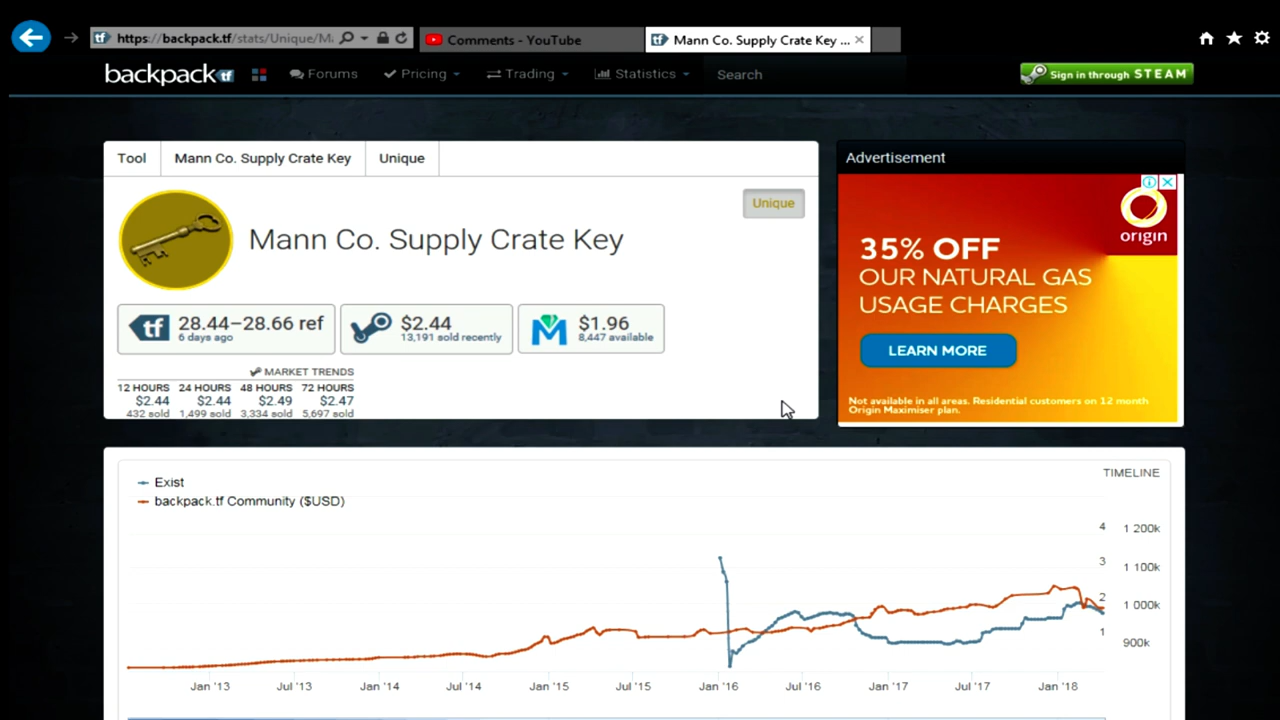 https://backpack.tf/stats/Unique/M
Comments - YouTube
Mann Co. Supply Crate Key ...
backpack tf
Forums
Pricing
Trading
Statistics
Search
Sign in through STEAM
Tool
Mann Co. Supply Crate Key
Unique
Advertisement
Unique
Mann Co. Supply Crate Key
origin
35% OFF
OUR NATURAL GAS
USAGE CHARGES
LEARN MORE
Not available in all areas. Residential customers on 12 month
Origin Maximiser plan.
tf
28.44–28.66 ref
6 days ago
$2.44
13,191 sold recently
$1.96
8,447 available
MARKET TRENDS
12 HOURS 24 HOURS 48 HOURS 72 HOURS
$2.44 $2.44 $2.49 $2.47
432 sold 1,499 sold 3,334 sold 5,697 sold
Exist
backpack.tf Community ($USD)
TIMELINE
4 1 200k
3 1 100k
2 1 000k
1 900k
Jan '13 Jul '13 Jan '14 Jul '14 Jan '15 Jul '15 Jan '16 Jul '16 Jan '17 Jul '17 Jan '18